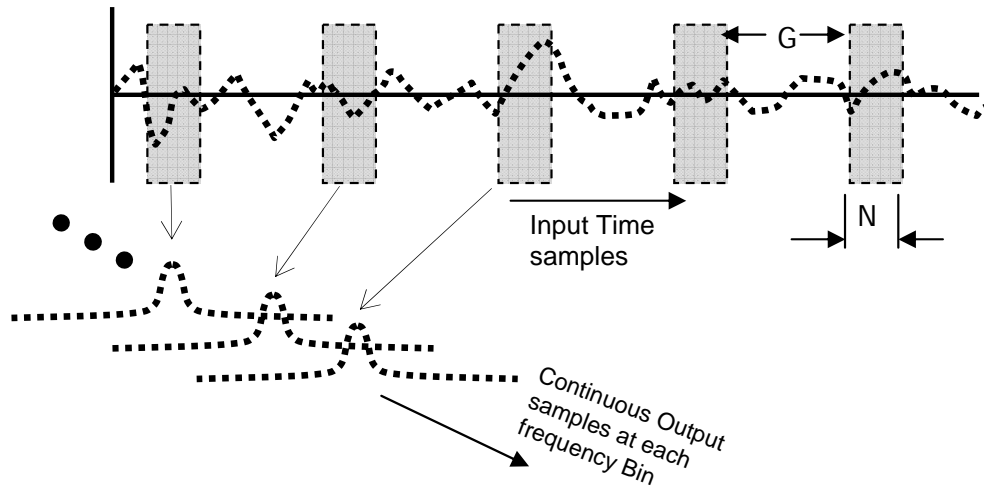 G
N
Input Time
samples
Continuous Output
samples at each
frequency Bin